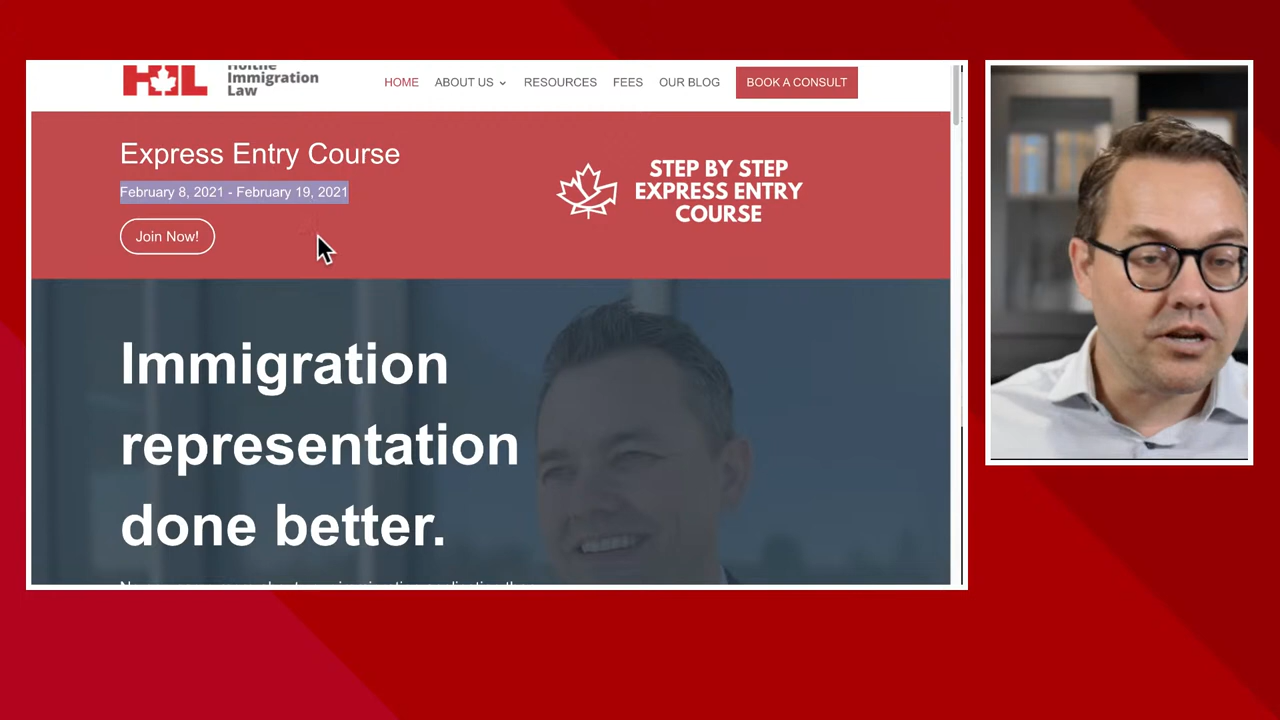 HIL
Immigration
Law
HOME
ABOUT US
RESOURCES
FEES
OUR BLOG
BOOK A CONSULT
Express Entry Course
February 8, 2021 - February 19, 2021
Join Now!
STEP BY STEP
EXPRESS ENTRY
COURSE
Immigration
representation
done better.